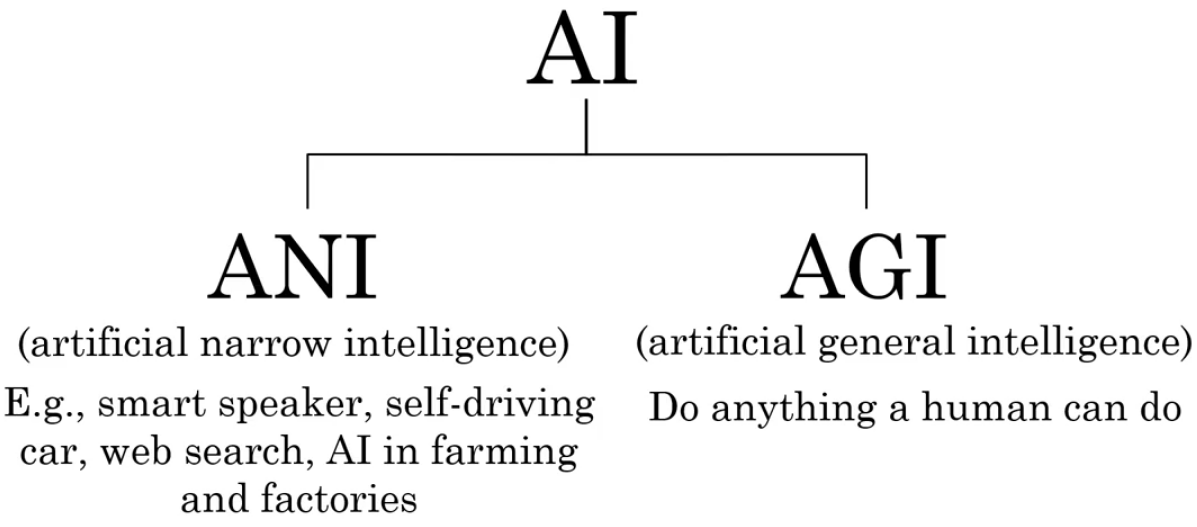 AI
ANI
(artificial narrow intelligence)
E.g., smart speaker, self-driving
car, web search, AI in farming
and factories
AGI
(artificial general intelligence)
Do anything a human can do